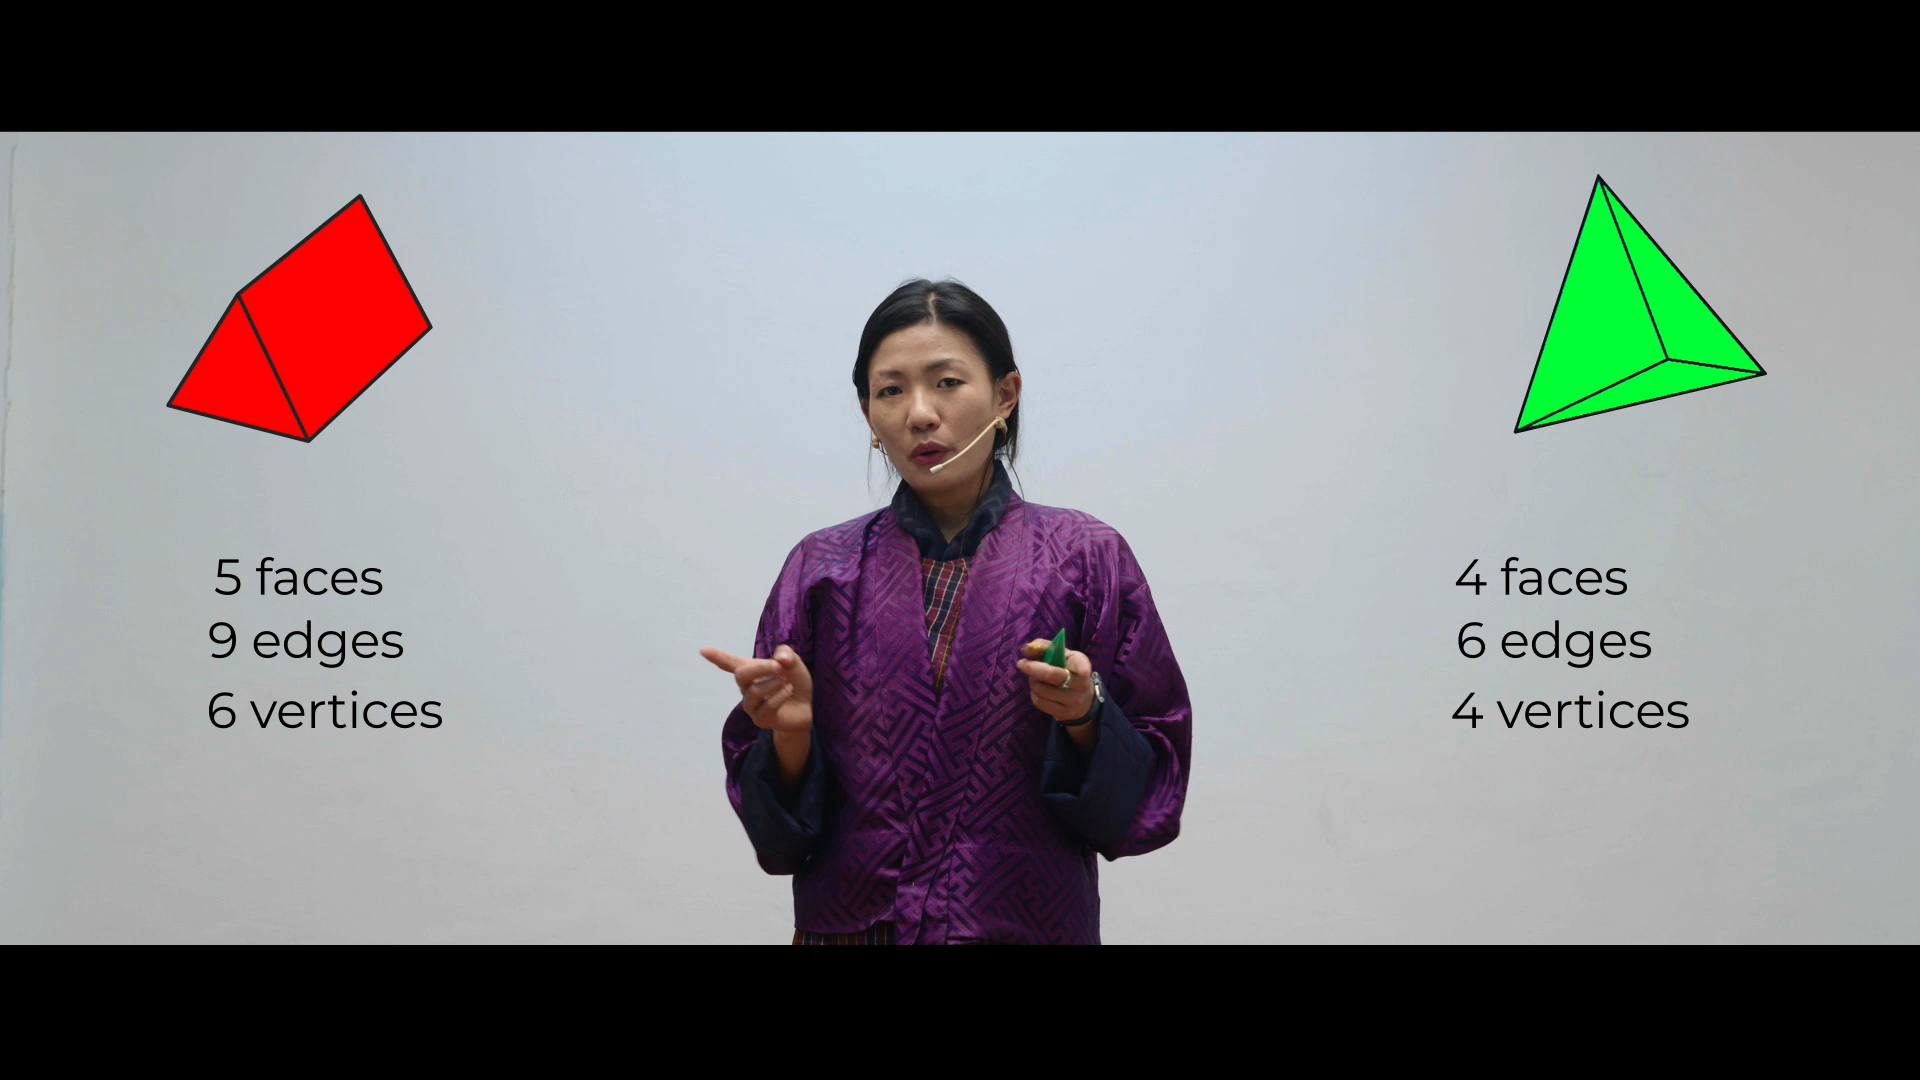 5 faces
9 edges
6 vertices
4 faces
6 edges
4 vertices